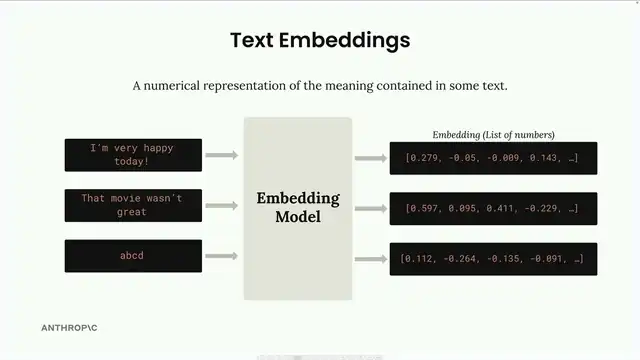 Text Embeddings
A numerical representation of the meaning contained in some text.
Embedding (List of numbers)
I'm very happy
today!
[0.279, -0.05, -0.009, 0.143, …]
That movie wasn't
great
Embedding
Model
[0.597, 0.095, 0.411, -0.229, …]
abcd
[0.112, -0.264, -0.135, -0.091, …]
ANTHROP\C